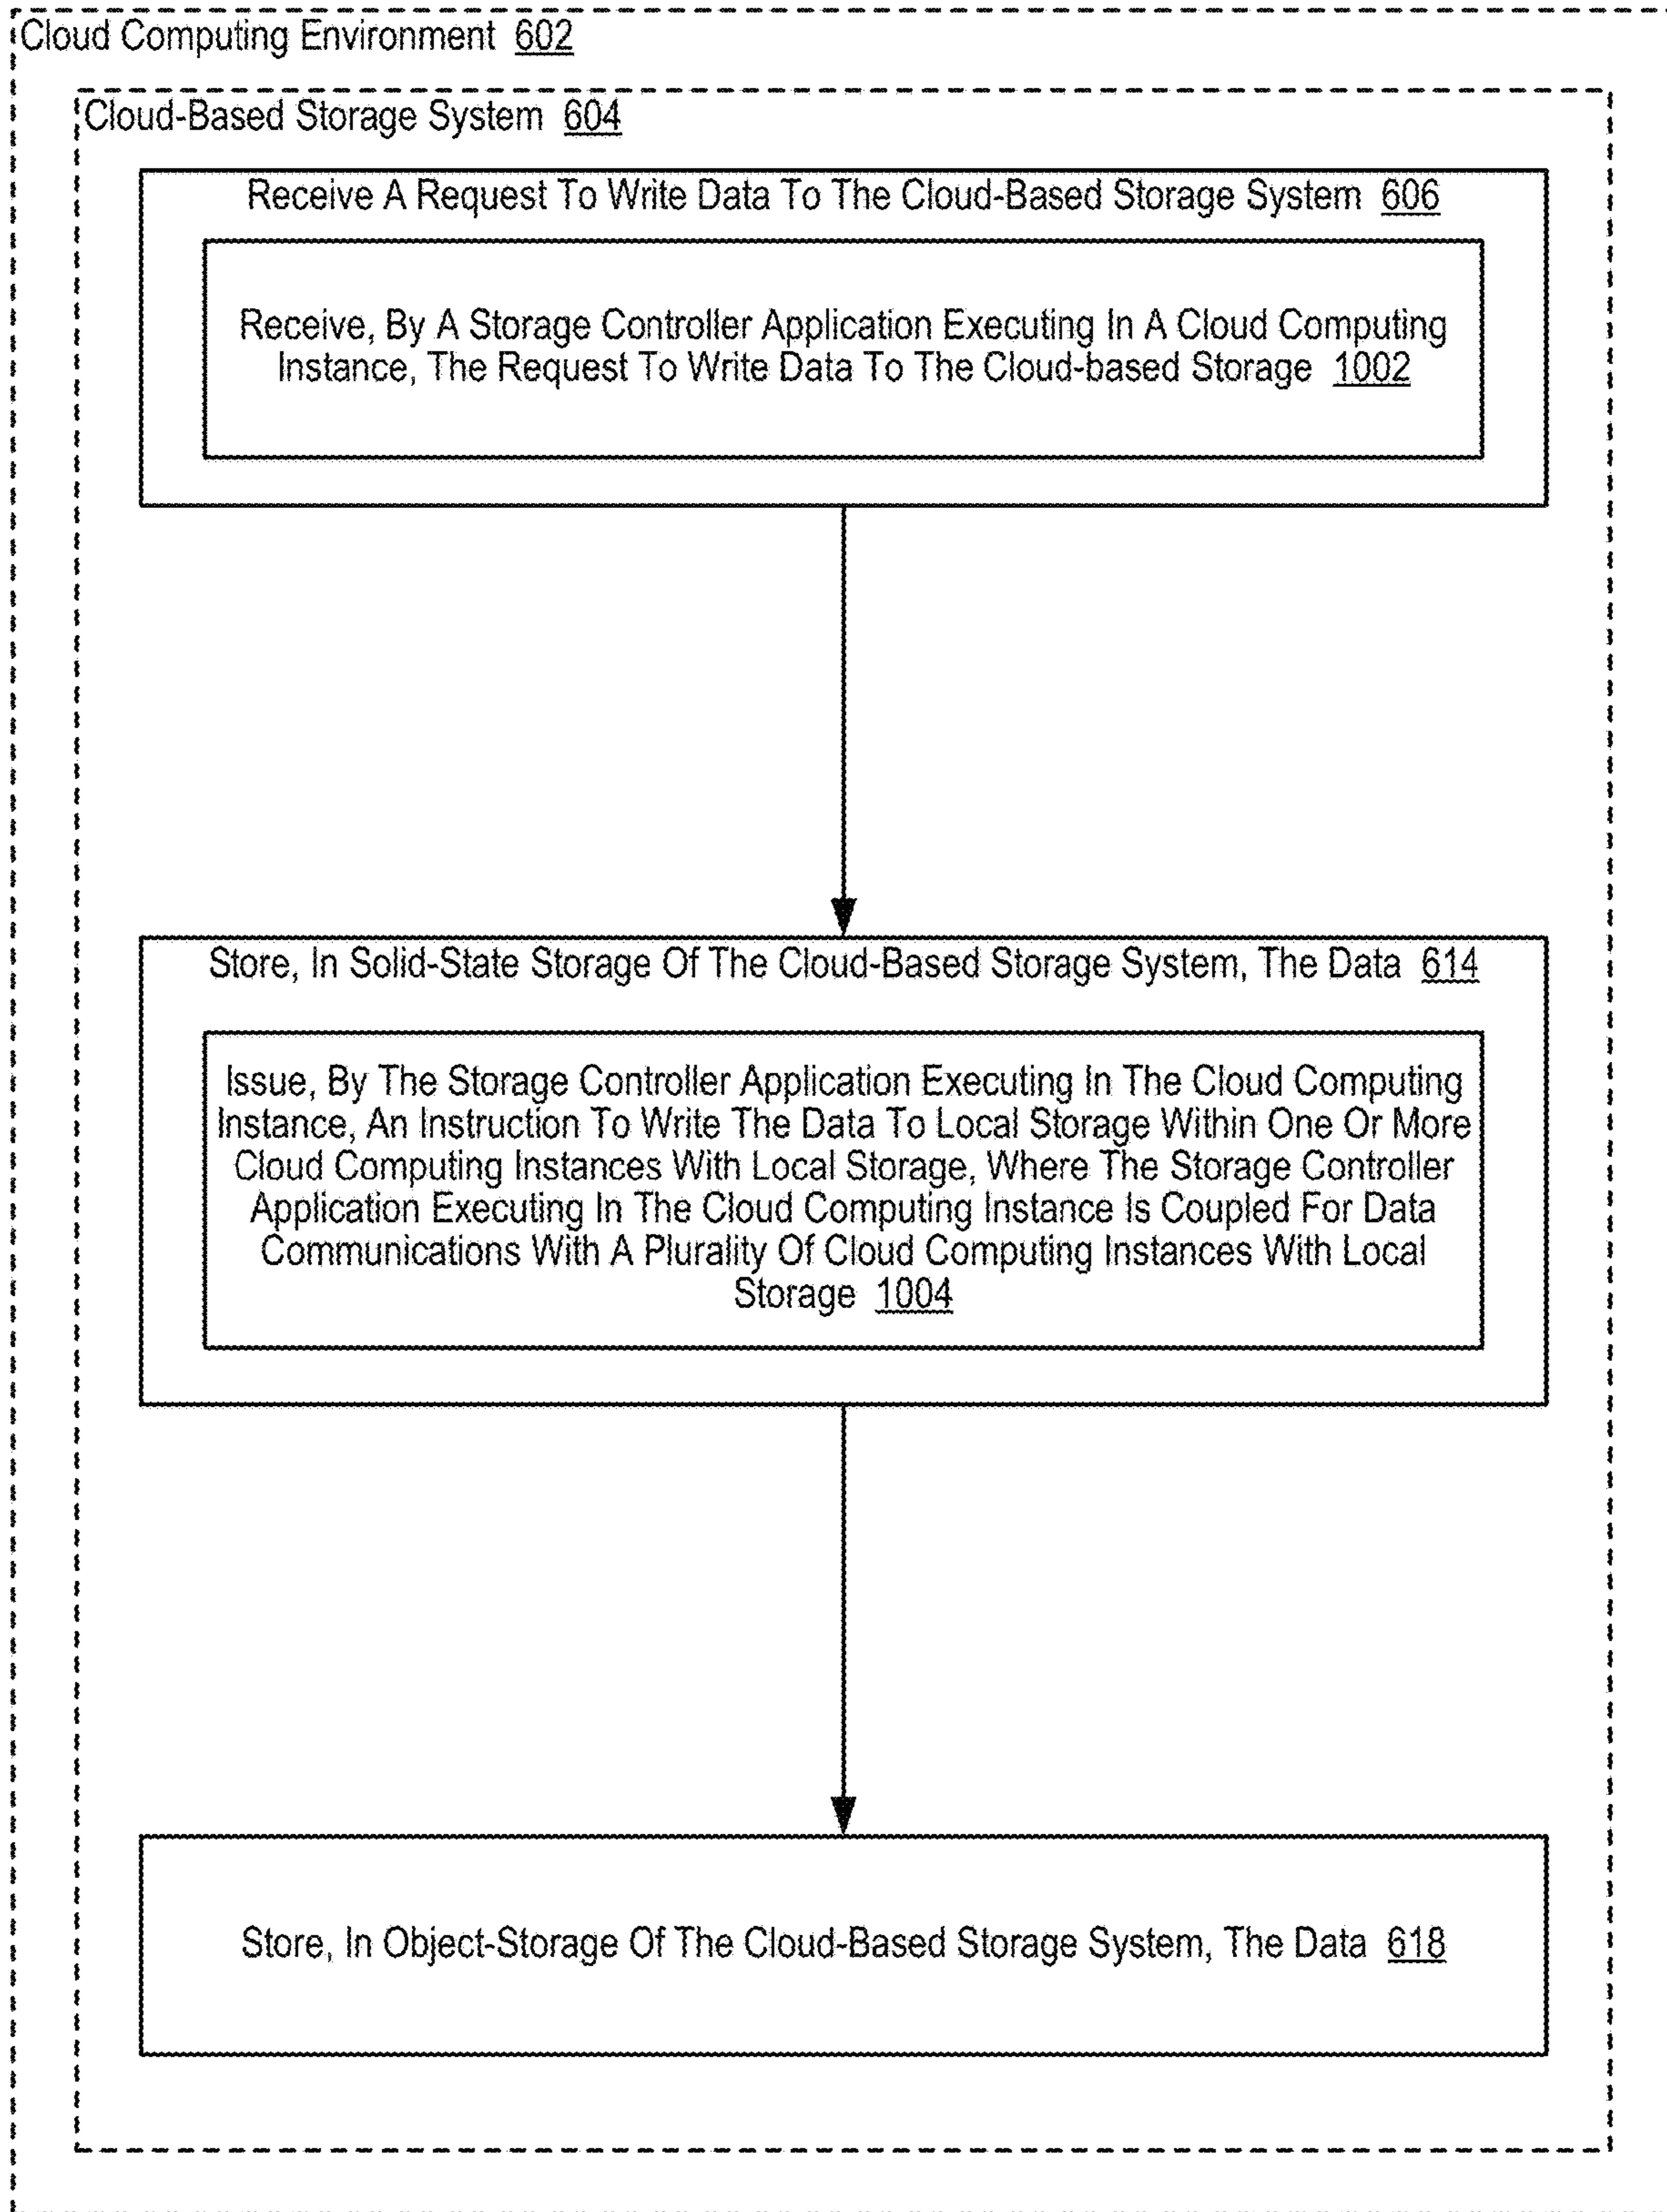 Cloud Computing Environment 602
Cloud-Based Storage System 604
Receive A Request To Write Data To The Cloud-Based Storage System 606
Receive, By A Storage Controller Application Executing In A Cloud Computing
Instance, The Request To Write Data To The Cloud-based Storage 1002
Store, In Solid-State Storage Of The Cloud-Based Storage System, The Data 614
Issue, By The Storage Controller Application Executing In The Cloud Computing
Instance, An Instruction To Write The Data To Local Storage Within One Or More
Cloud Computing Instances With Local Storage, Where The Storage Controller
Application Executing In The Cloud Computing Instance Is Coupled For Data
Communications With A Plurality Of Cloud Computing Instances With Local
Storage 1004
Store, In Object-Storage Of The Cloud-Based Storage System, The Data 618